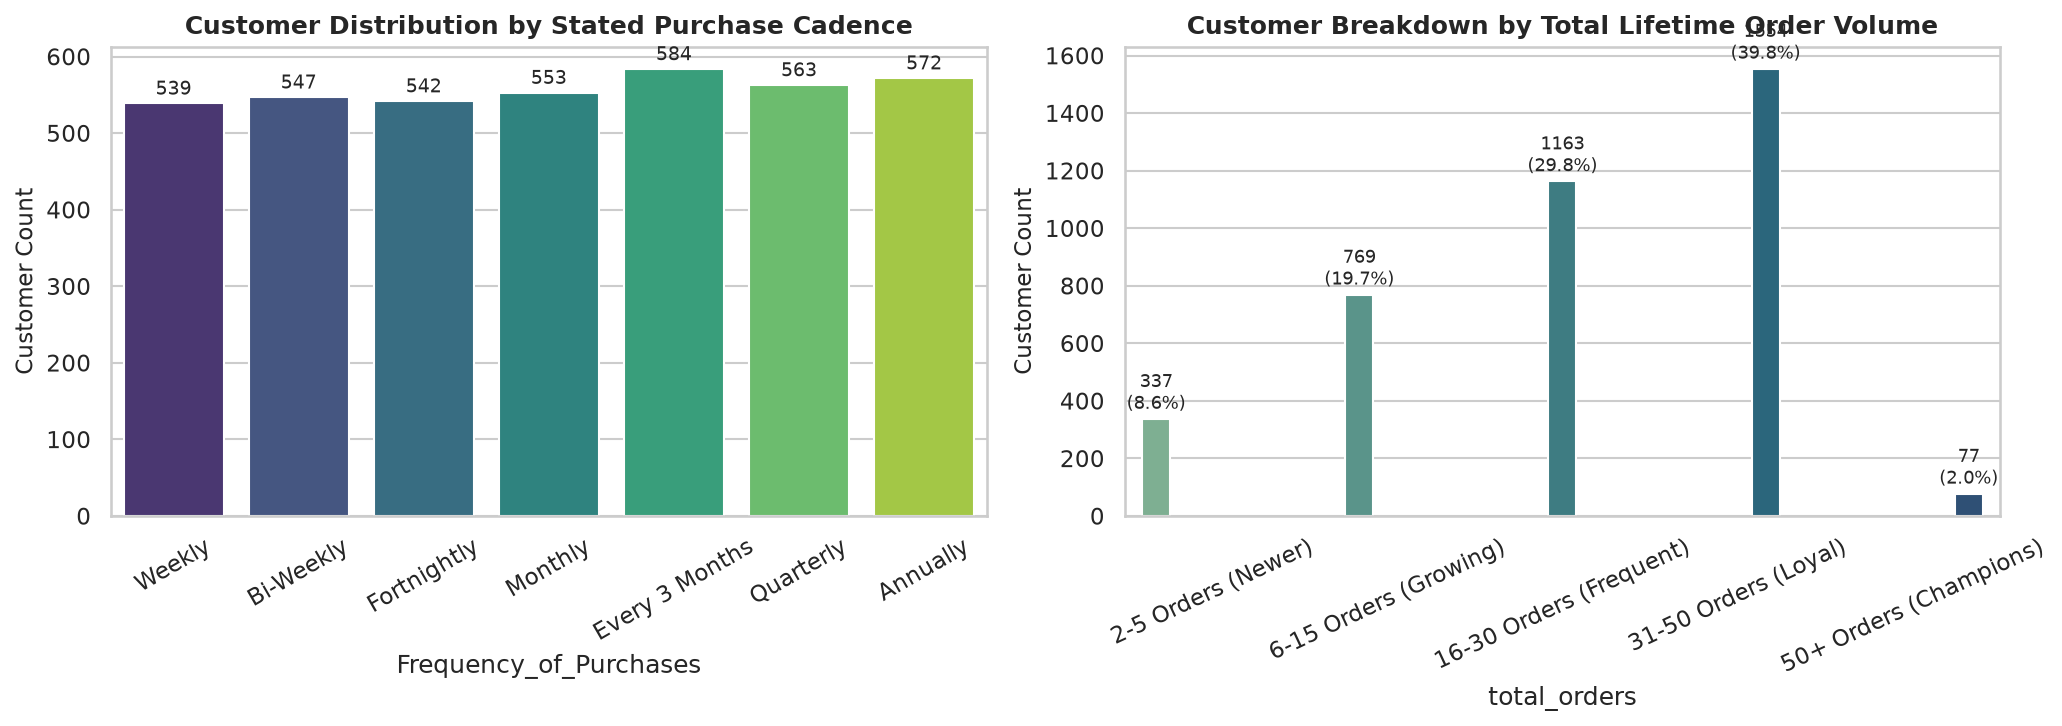 Customer Distribution by Stated Purchase Cadence
Customer Count
600
500
400
300
200
100
0
539
547
542
553
584
563
572
Weekly
Bi-Weekly
Fortnightly
Monthly
Every 3 Months
Quarterly
Annually
Frequency_of_Purchases
Customer Breakdown by Total Lifetime Order Volume
Customer Count
1600
1400
1200
1000
800
600
400
200
0
337
(8.6%)
769
(19.7%)
1163
(29.8%)
1554
(39.8%)
77
(2.0%)
2-5 Orders (Newer)
6-15 Orders (Growing)
16-30 Orders (Frequent)
31-50 Orders (Loyal)
50+ Orders (Champions)
total_orders